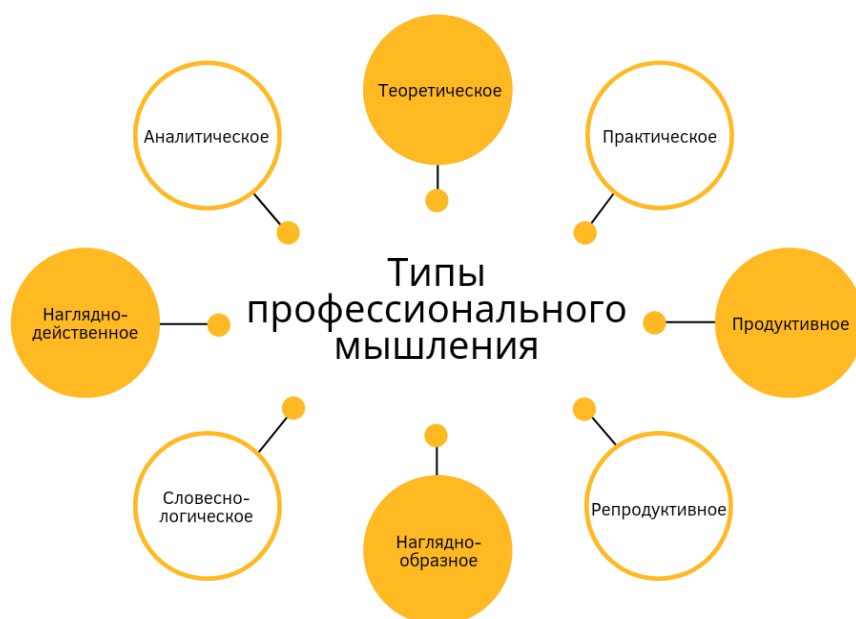 Теоретическое
Аналитическое
Практическое
Типы
профессионального
мышления
Наглядно-
действенное
Продуктивное
Словесно-
логическое
Репродуктивное
Наглядно-
образное